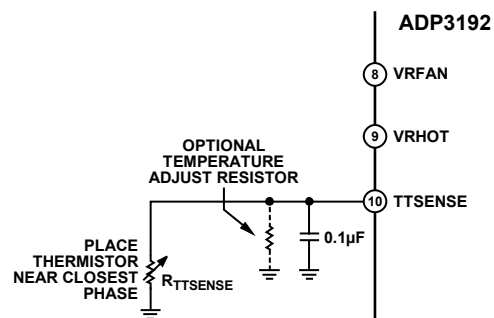 ADP3192
8 VRFAN
9 VRHOT
OPTIONAL
TEMPERATURE
ADJUST RESISTOR
10 TTSENSE
0.1µF
PLACE
THERMISTOR
NEAR CLOSEST
PHASE
RTTSENSE